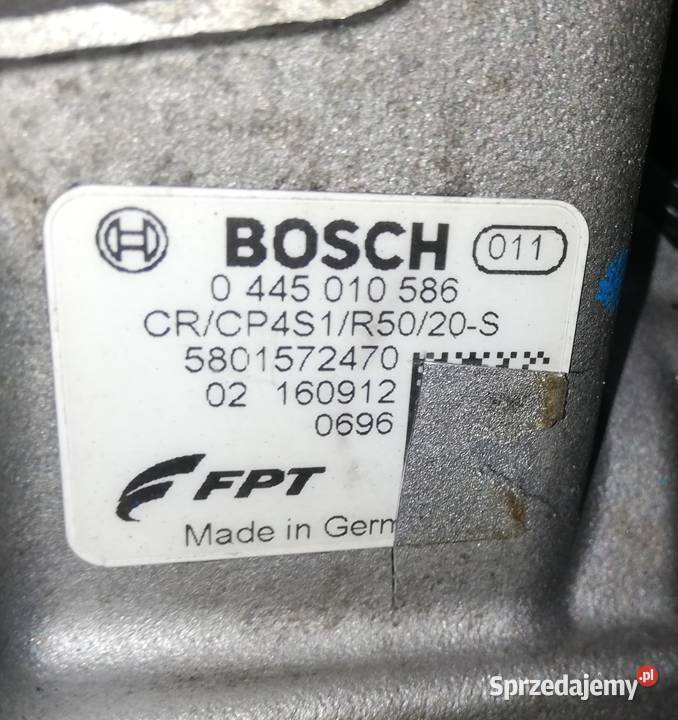 BOSCH 011
0 445 010 586
CR/CP4S1/R50/20-S
5801572470
02 160912
0696
FPT
Made in Germ
Sprzedajemy.pl